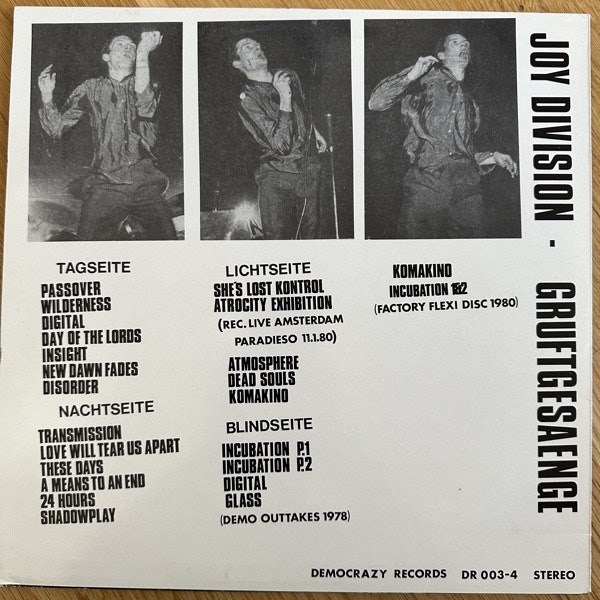 JOY DIVISION - GRUFTGESAENGE
TAGSEITE
PASSOVER
WILDERNESS
DIGITAL
DAY OF THE LORDS
INSIGHT
NEW DAWN FADES
DISORDER
NACHTSEITE
TRANSMISSION
LOVE WILL TEAR US APART
THESE DAYS
A MEANS TO AN END
24 HOURS
SHADOWPLAY
LICHTSEITE
SHE'S LOST KONTROL
ATROCITY EXHIBITION
(REC. LIVE AMSTERDAM
PARADIESO 11.1.80)
ATMOSPHERE
DEAD SOULS
KOMAKINO
BLINDSEITE
INCUBATION P.1
INCUBATION P.2
DIGITAL
GLASS
(DEMO OUTTAKES 1978)
KOMAKINO
INCUBATION 1&2
(FACTORY FLEXI DISC 1980)
DEMOCRAZY RECORDS DR 003-4 STEREO